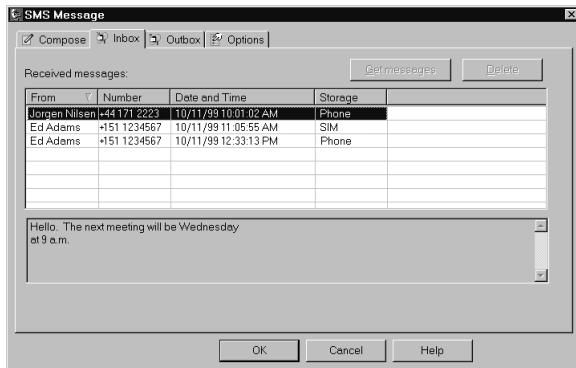 SMS Message
Compose Inbox Outbox Options
Received messages: Get messages Delete
From Number Date and Time Storage
Jorgen Nilsen +44 171 2223 10/11/99 10:01:02 AM Phone
Ed Adams +151 1234567 10/11/99 11:05:55 AM SIM
Ed Adams +151 1234567 10/11/99 12:33:13 PM Phone
Hello. The next meeting will be Wednesday
at 9 a.m.
OK Cancel Help